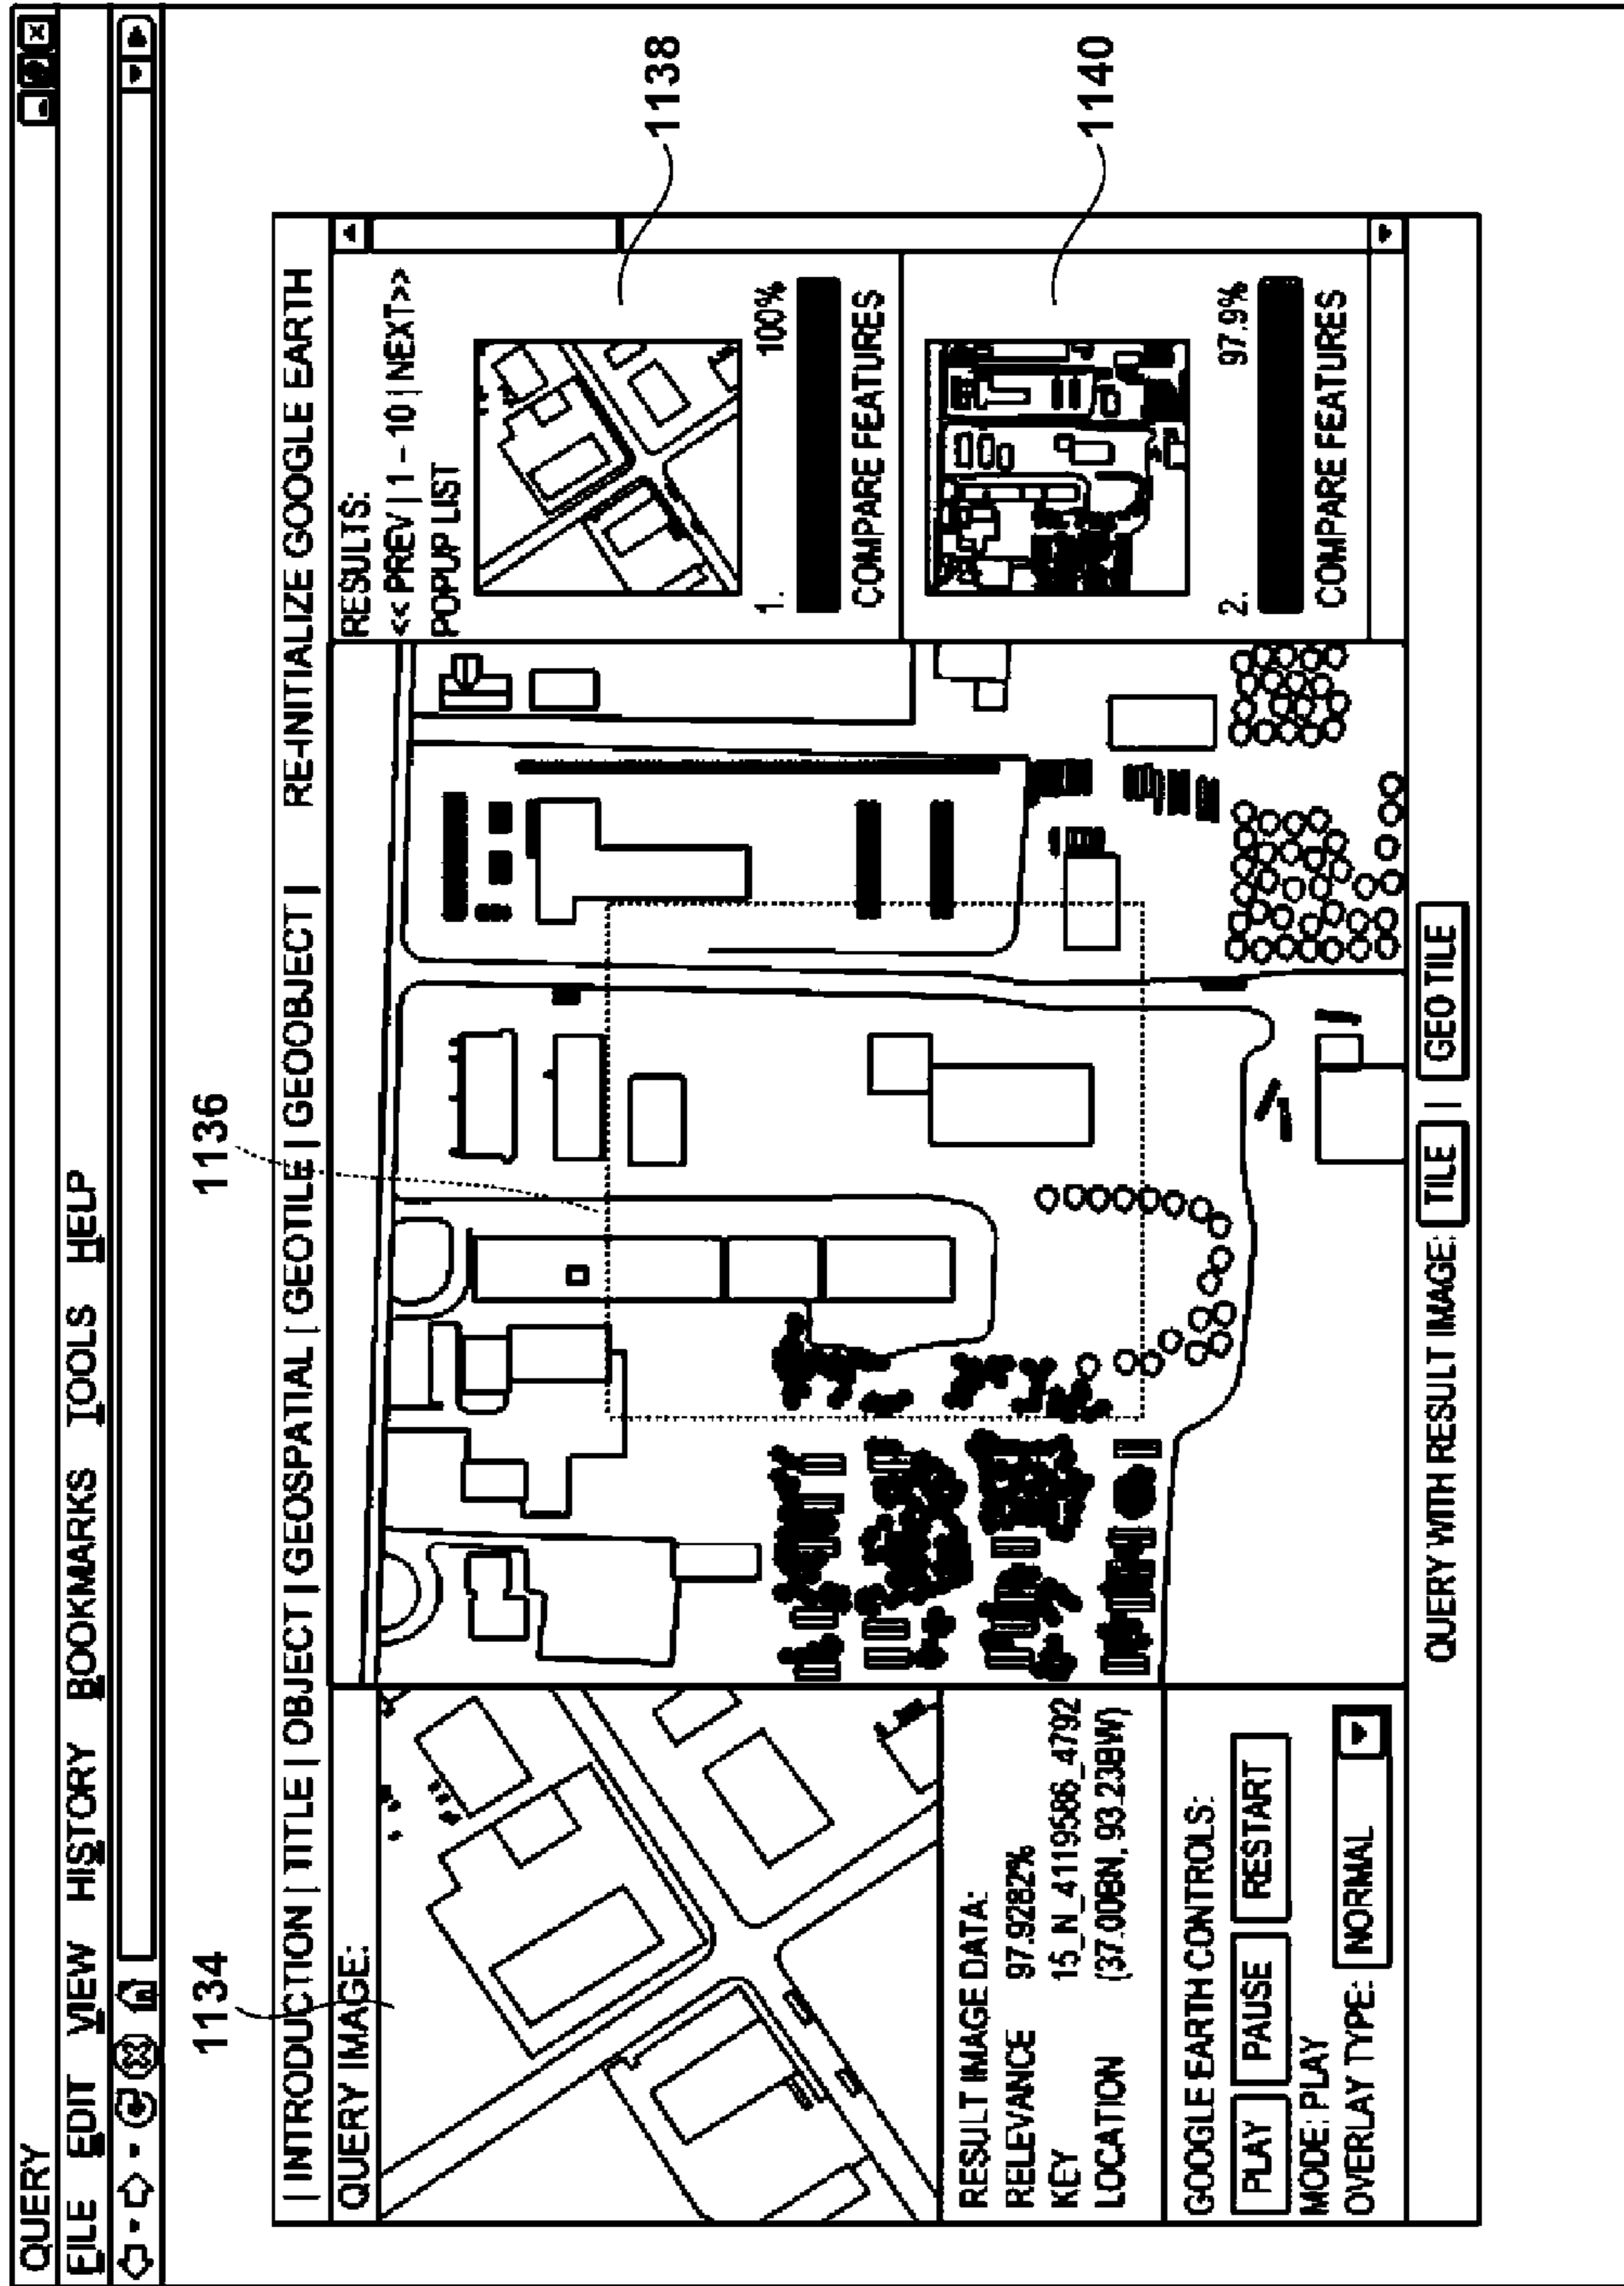 QUERY
FILE EDIT VIEW HISTORY BOOKMARKS TOOLS HELP
1134
1136
| INTRODUCTION | TITLE | OBJECT | GEOSPATIAL | GEOTILE | GEOOBJECT | RE-INITIALIZE GOOGLE EARTH
QUERY IMAGE:
RESULT IMAGE DATA:
RELEVANCE 97.9282%
KEY 15_N_4119586_4792
LOCATION (37.00BN, 93.23BW)
GOOGLE EARTH CONTROLS:
PLAY PAUSE RESTART
MODE: PLAY
OVERLAY TYPE: NORMAL
RESULTS:
<< PREV | 1 – 10 | NEXT>>
POPUP LIST
1. 100%
COMPARE FEATURES
1138
2. 97.9%
COMPARE FEATURES
1140
QUERY WITH RESULT IMAGE: TILE | | GEO TILE